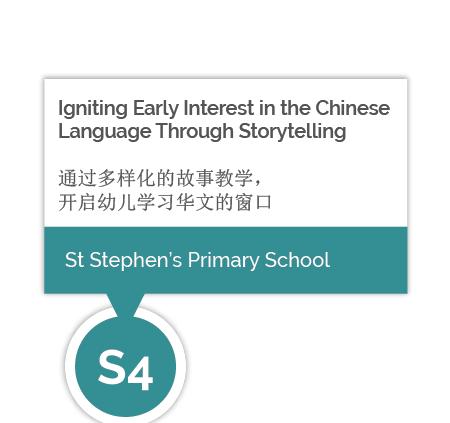 Igniting Early Interest in the Chinese
Language Through Storytelling
通过多样化的故事教学，
开启幼儿学习华文的窗口
St Stephen's Primary School
S4